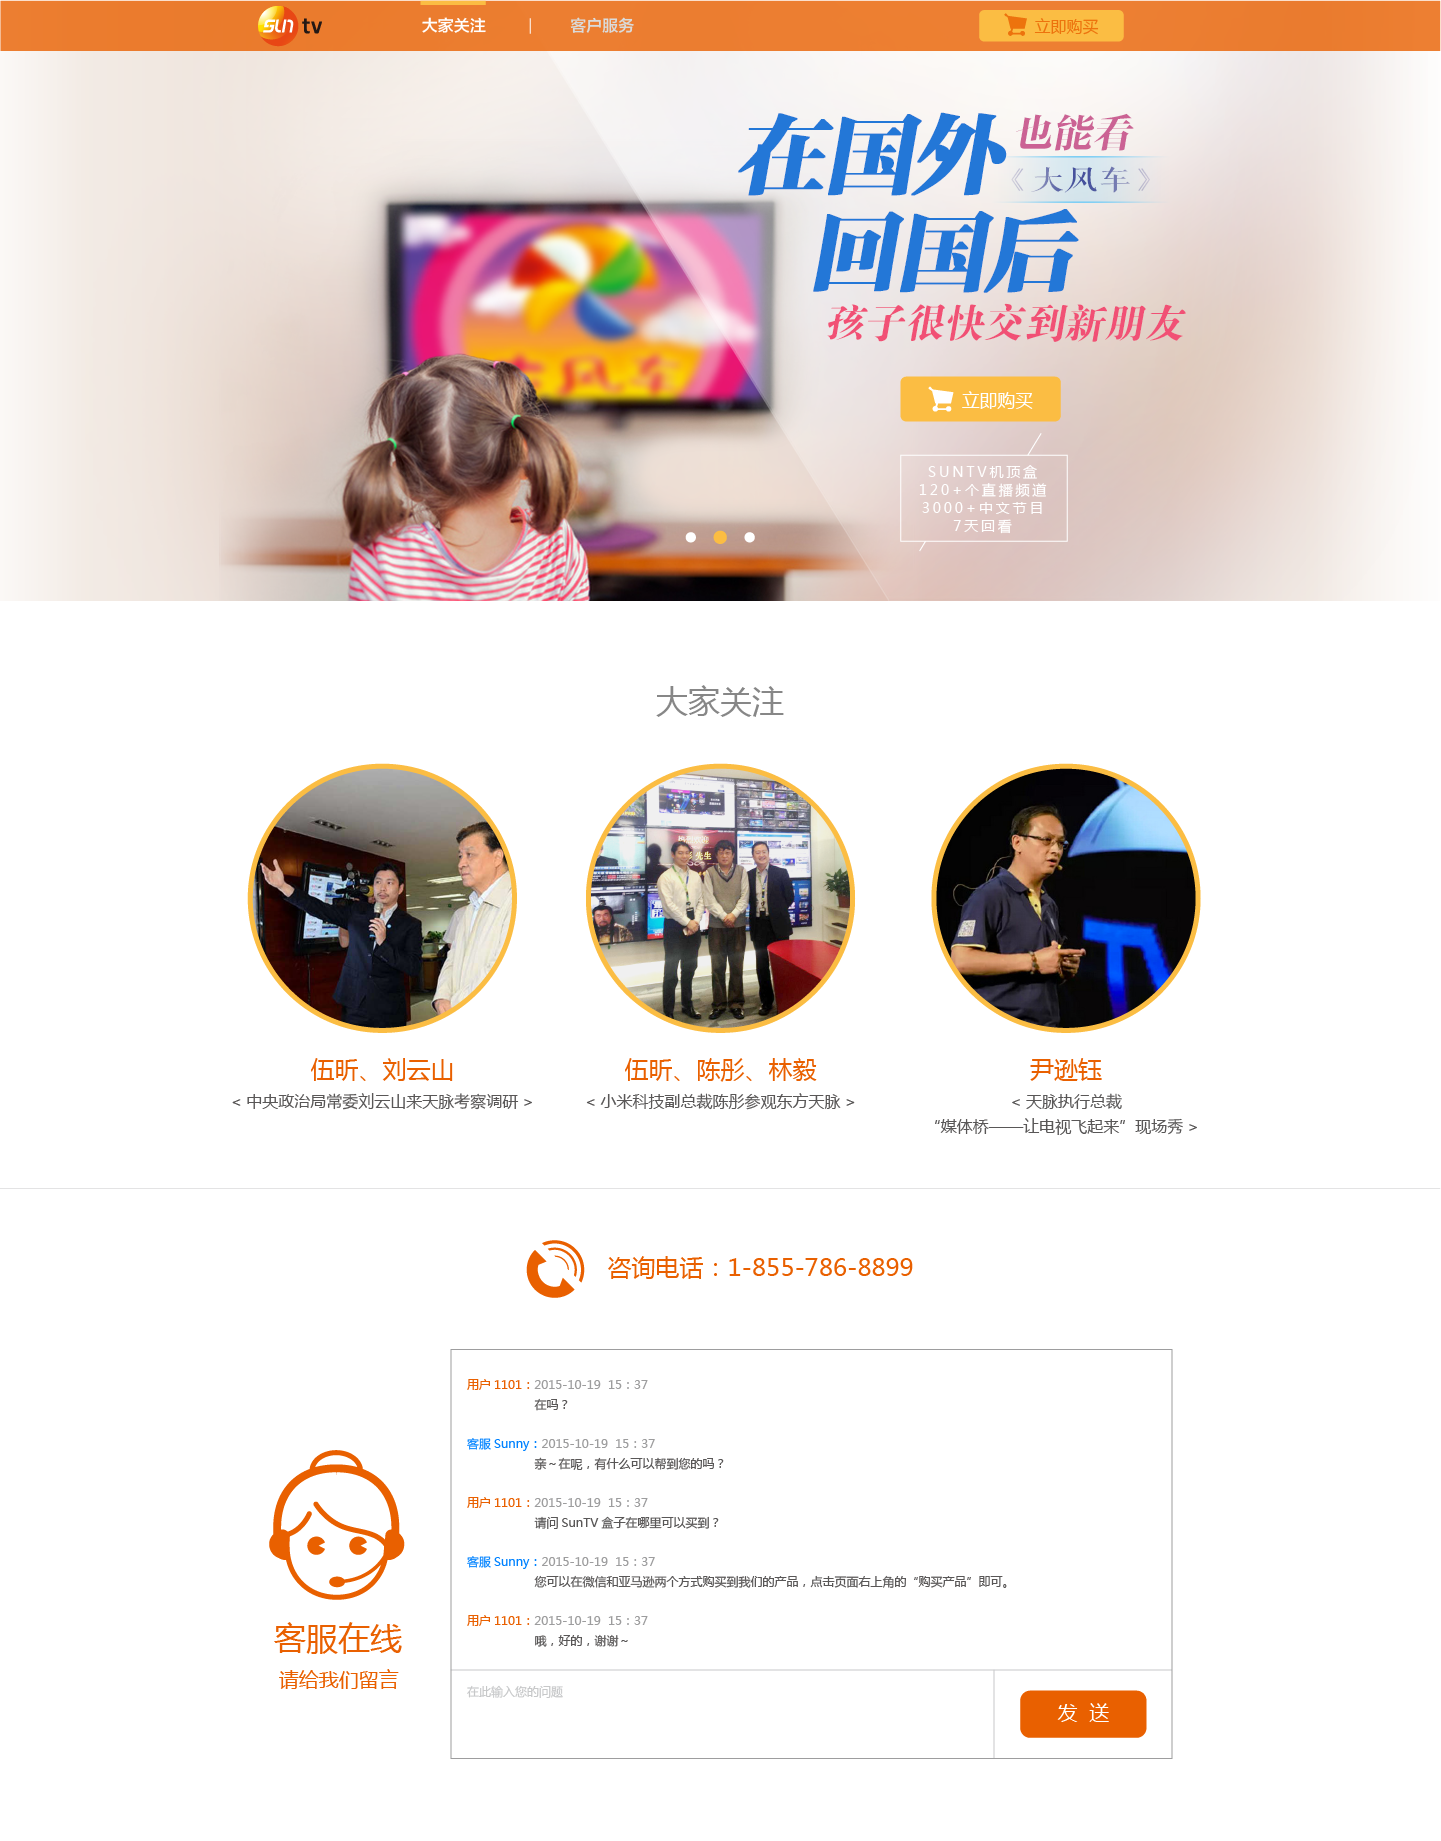 sun tv
大家关注 | 客户服务
立即购买
在国外 也能看
《大风车》
回国后
孩子很快交到新朋友
大风车
立即购买
SUNTV机顶盒
120+个直播频道
3000+中文节目
7天回看
大家关注
先生
伍昕、刘云山
< 中央政治局常委刘云山来天脉考察调研 >
伍昕、陈彤、林毅
< 小米科技副总裁陈彤参观东方天脉 >
尹逊钰
< 天脉执行总裁
“媒体桥——让电视飞起来”现场秀 >
咨询电话：1-855-786-8899
用户 1101：2015-10-19 15：37
在吗？
客服 Sunny：2015-10-19 15：37
亲～在呢，有什么可以帮到您的吗？
用户 1101：2015-10-19 15：37
请问 SunTV 盒子在哪里可以买到？
客服 Sunny：2015-10-19 15：37
您可以在微信和亚马逊两个方式购买到我们的产品，点击页面右上角的“购买产品”即可。
用户 1101：2015-10-19 15：37
哦，好的，谢谢～
客服在线
请给我们留言
在此输入您的问题
发 送